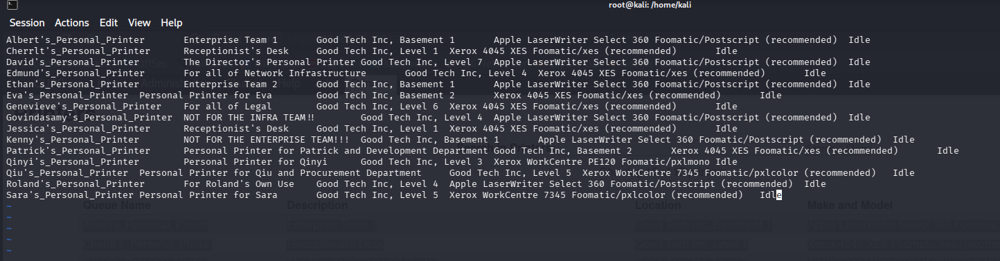 root@kali: /home/kali
Session Actions Edit View Help
Albert's_Personal_Printer Enterprise Team 1 Good Tech Inc, Basement 1 Apple LaserWriter Select 360 Foomatic/Postscript (recommended) Idle
Cherrlt's_Personal_Printer Receptionist's Desk Good Tech Inc, Level 1 Xerox 4045 XES Foomatic/xes (recommended) Idle
David's_Personal_Printer The Director's Personal Printer Good Tech Inc, Level 7 Apple LaserWriter Select 360 Foomatic/Postscript (recommended) Idle
Edmund's_Personal_Printer For all of Network Infrastructure Good Tech Inc, Level 4 Xerox 4045 XES Foomatic/xes (recommended) Idle
Ethan's_Personal_Printer Enterprise Team 2 Good Tech Inc, Basement 1 Apple LaserWriter Select 360 Foomatic/Postscript (recommended) Idle
Eva's_Personal_Printer Personal Printer for Eva Good Tech Inc, Basement 2 Xerox 4045 XES Foomatic/xes (recommended) Idle
Genevieve's_Personal_Printer For all of Legal Good Tech Inc, Level 6 Xerox 4045 XES Foomatic/xes (recommended) Idle
Govindasamy's_Personal_Printer NOT FOR THE INFRA TEAM!! Good Tech Inc, Level 4 Apple LaserWriter Select 360 Foomatic/Postscript (recommended) Idle
Jessica's_Personal_Printer Receptionist's Desk Good Tech Inc, Level 1 Xerox 4045 XES Foomatic/xes (recommended) Idle
Kenny's_Personal_Printer NOT FOR THE ENTERPRISE TEAM!!! Good Tech Inc, Basement 1 Apple LaserWriter Select 360 Foomatic/Postscript (recommended) Idle
Patrick's_Personal_Printer Personal Printer for Patrick and Development Department Good Tech Inc, Basement 2 Xerox 4045 XES Foomatic/xes (recommended) Idle
Qinyi's_Personal_Printer Personal Printer for Qinyi Good Tech Inc, Level 3 Xerox WorkCentre PE120 Foomatic/pxlmono Idle
Qiu's_Personal_Printer Personal Printer for Qiu and Procurement Department Good Tech Inc, Level 5 Xerox WorkCentre 7345 Foomatic/pxlcolor (recommended) Idle
Roland's_Personal_Printer For Roland's Own Use Good Tech Inc, Level 4 Apple LaserWriter Select 360 Foomatic/Postscript (recommended) Idle
Sara's_Personal_Printer Personal Printer for Sara Good Tech Inc, Level 5 Xerox WorkCentre 7345 Foomatic/pxlcolor (recommended) Idle
~ Queue Name Description Location Make and Model
~
~
~
~